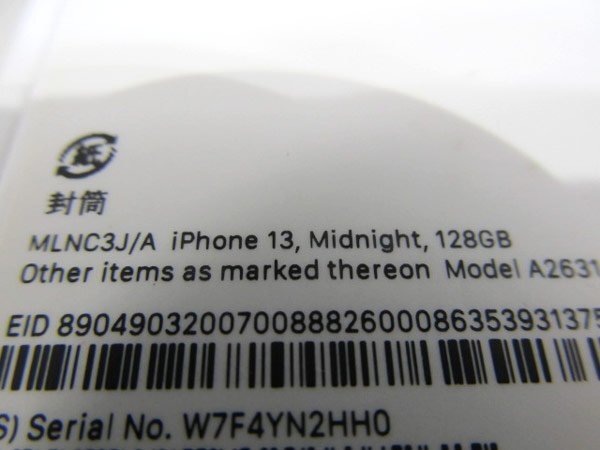 紙
封筒
MLNC3J/A iPhone 13, Midnight, 128GB
Other items as marked thereon Model A2631
EID 89049032007008882600086353931375
S) Serial No. W7F4YN2HH0